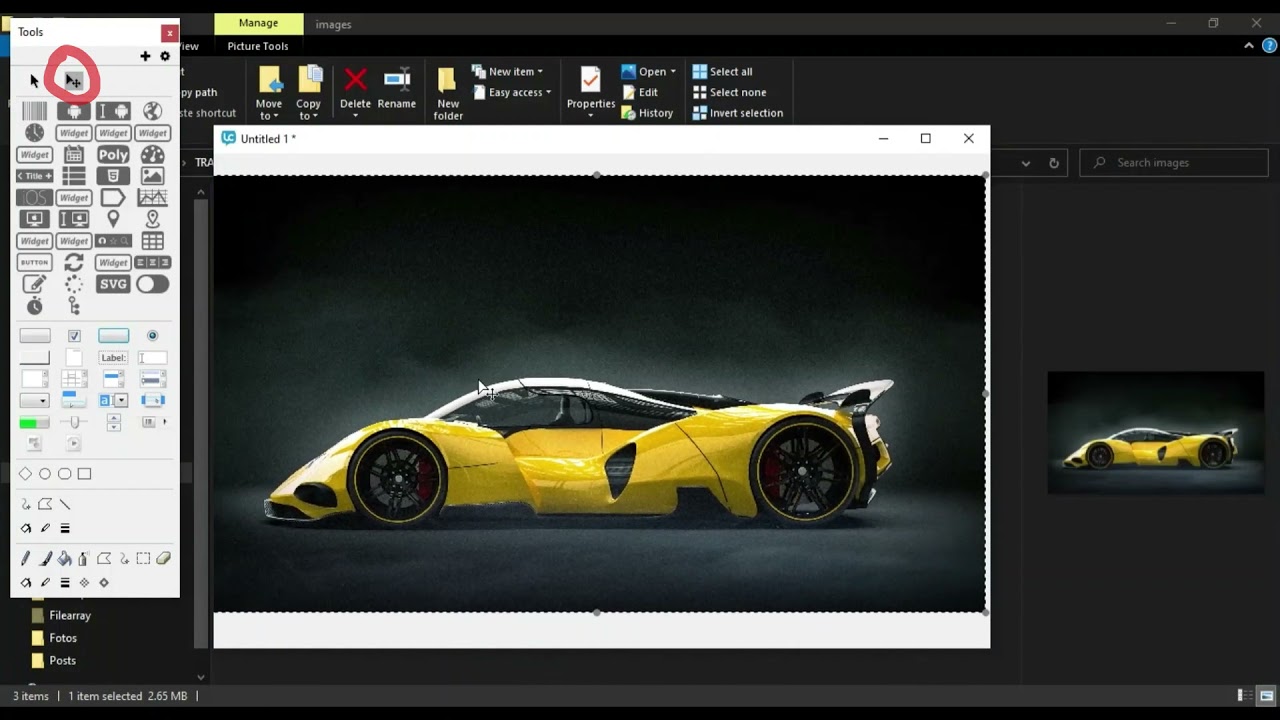 Tools
x
Manage
images
iew
Picture Tools
t
py path
ste shortcut
Move to
Copy to
Delete
Rename
New folder
New item
Easy access
Properties
Open
Edit
History
Select all
Select none
Invert selection
?
Widget
Widget
Widget
Widget
Poly
< Title +
5
iOS
Widget
Widget
Widget
BUTTON
Widget
SVG
Label:
a
Untitled 1 *
TRA
Search images
Filearray
Fotos
Posts
3 items
1 item selected 2.65 MB